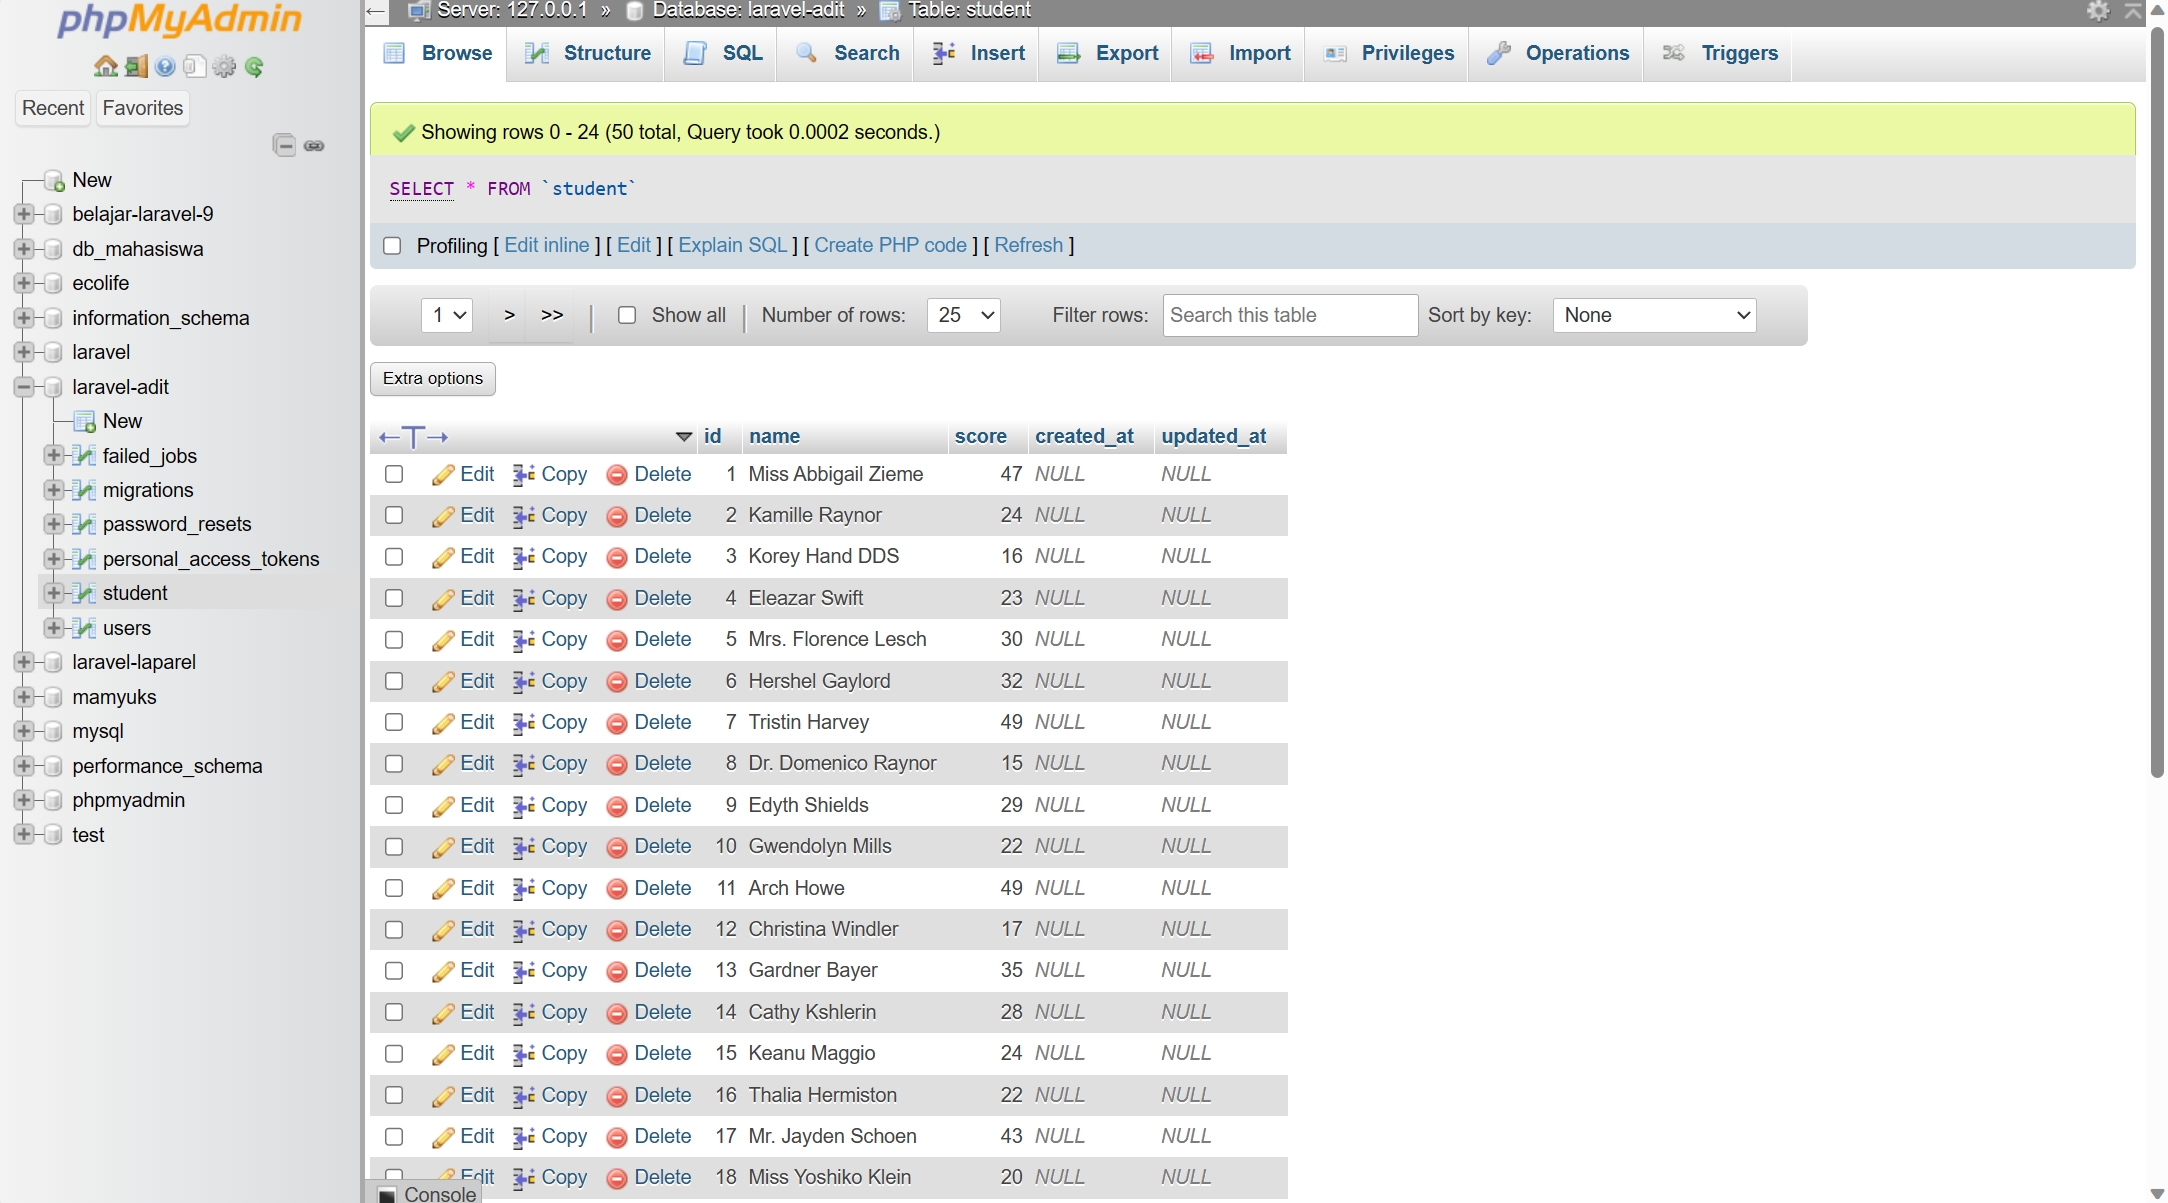 phpMyAdmin
Recent Favorites
New
belajar-laravel-9
db_mahasiswa
ecolife
information_schema
laravel
laravel-adit
New
failed_jobs
migrations
password_resets
personal_access_tokens
student
users
laravel-laparel
mamyuks
mysql
performance_schema
phpmyadmin
test
Server: 127.0.0.1 » Database: laravel-adit » Table: student
Browse Structure SQL Search Insert Export Import Privileges Operations Triggers
Showing rows 0 - 24 (50 total, Query took 0.0002 seconds.)
SELECT * FROM `student`
Profiling [ Edit inline ] [ Edit ] [ Explain SQL ] [ Create PHP code ] [ Refresh ]
1 > >> | Show all | Number of rows: 25 Filter rows: Search this table Sort by key: None
Extra options
←T→ id name score created_at updated_at
Edit Copy Delete 1 Miss Abbigail Zieme 47 NULL NULL
Edit Copy Delete 2 Kamille Raynor 24 NULL NULL
Edit Copy Delete 3 Korey Hand DDS 16 NULL NULL
Edit Copy Delete 4 Eleazar Swift 23 NULL NULL
Edit Copy Delete 5 Mrs. Florence Lesch 30 NULL NULL
Edit Copy Delete 6 Hershel Gaylord 32 NULL NULL
Edit Copy Delete 7 Tristin Harvey 49 NULL NULL
Edit Copy Delete 8 Dr. Domenico Raynor 15 NULL NULL
Edit Copy Delete 9 Edyth Shields 29 NULL NULL
Edit Copy Delete 10 Gwendolyn Mills 22 NULL NULL
Edit Copy Delete 11 Arch Howe 49 NULL NULL
Edit Copy Delete 12 Christina Windler 17 NULL NULL
Edit Copy Delete 13 Gardner Bayer 35 NULL NULL
Edit Copy Delete 14 Cathy Kshlerin 28 NULL NULL
Edit Copy Delete 15 Keanu Maggio 24 NULL NULL
Edit Copy Delete 16 Thalia Hermiston 22 NULL NULL
Edit Copy Delete 17 Mr. Jayden Schoen 43 NULL NULL
Edit Copy Delete 18 Miss Yoshiko Klein 20 NULL NULL
Console